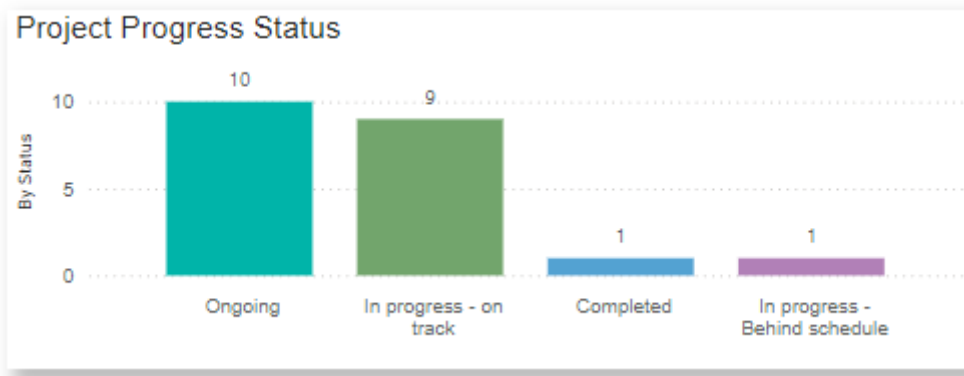 Project Progress Status
10
9
10
By Status
5
1
1
0
Ongoing
In progress - on
track
Completed
In progress -
Behind schedule